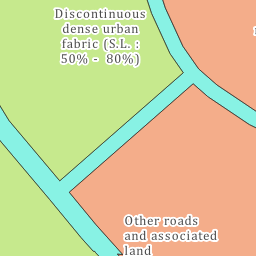 Discontinuous
dense urban
fabric (S.L. :
50% - 80%)
Other roads
and associated
land